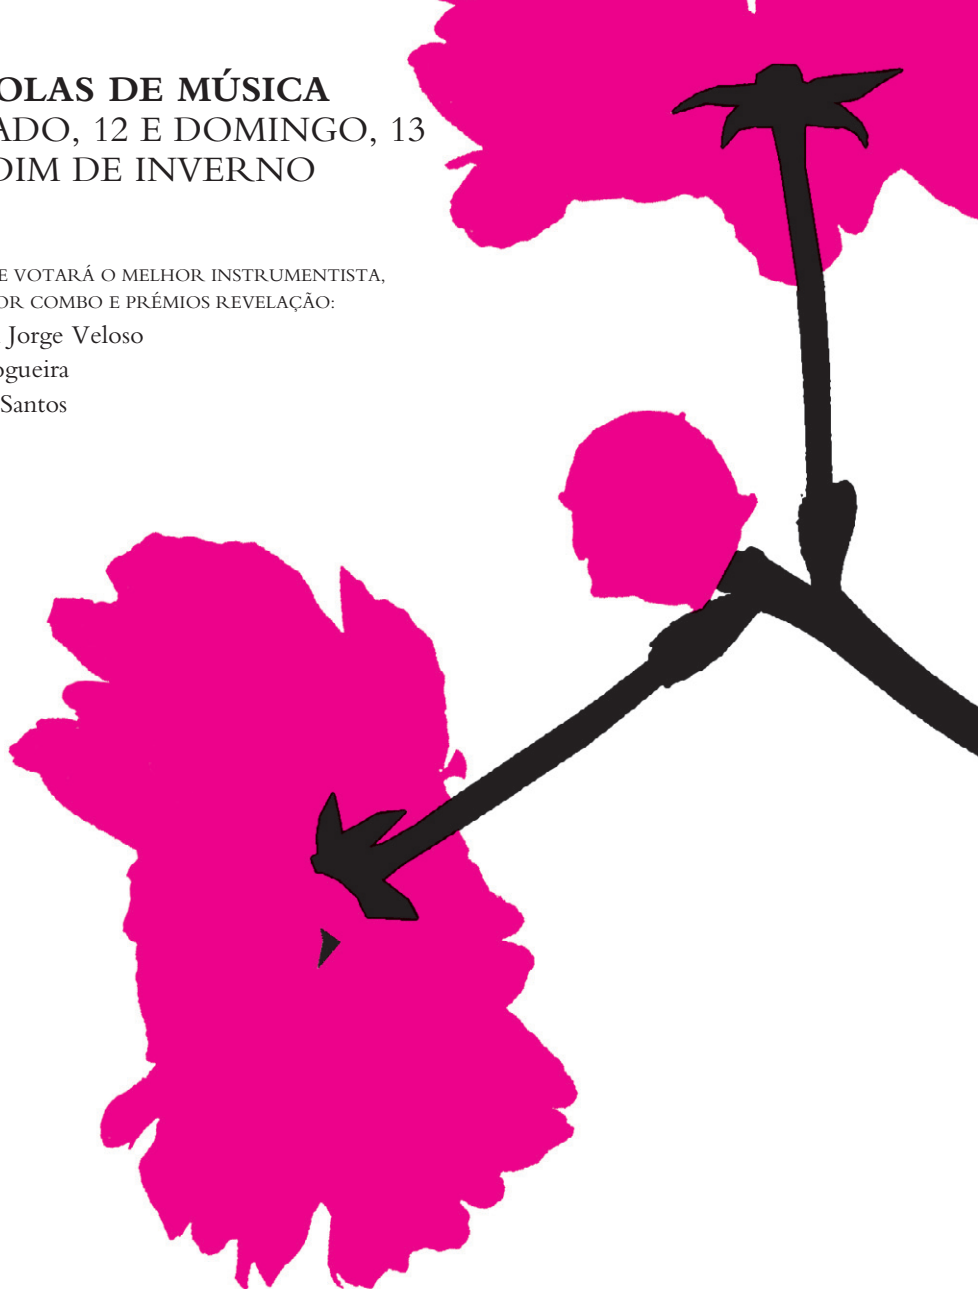 OLAS DE MÚSICA
ADO, 12 E DOMINGO, 13
DIM DE INVERNO
E VOTARÁ O MELHOR INSTRUMENTISTA,
OR COMBO E PRÉMIOS REVELAÇÃO:
Jorge Veloso
ogueira
Santos